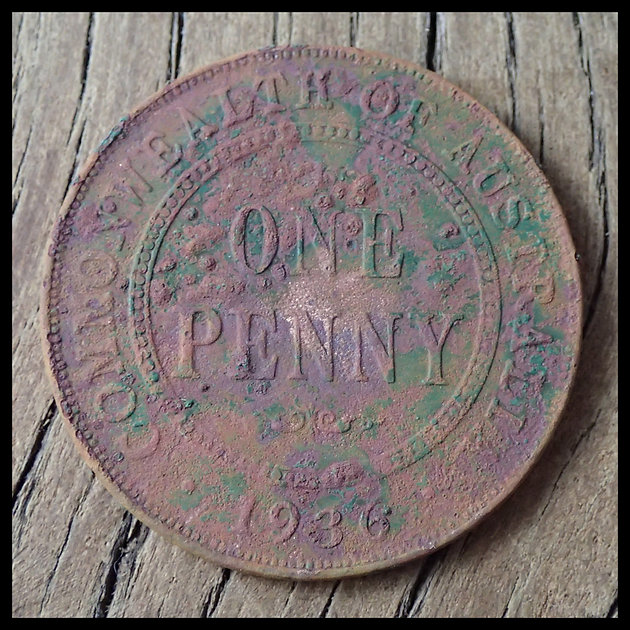 COMMONWEALTH OF AUSTRALIA
ONE
PENNY
1936